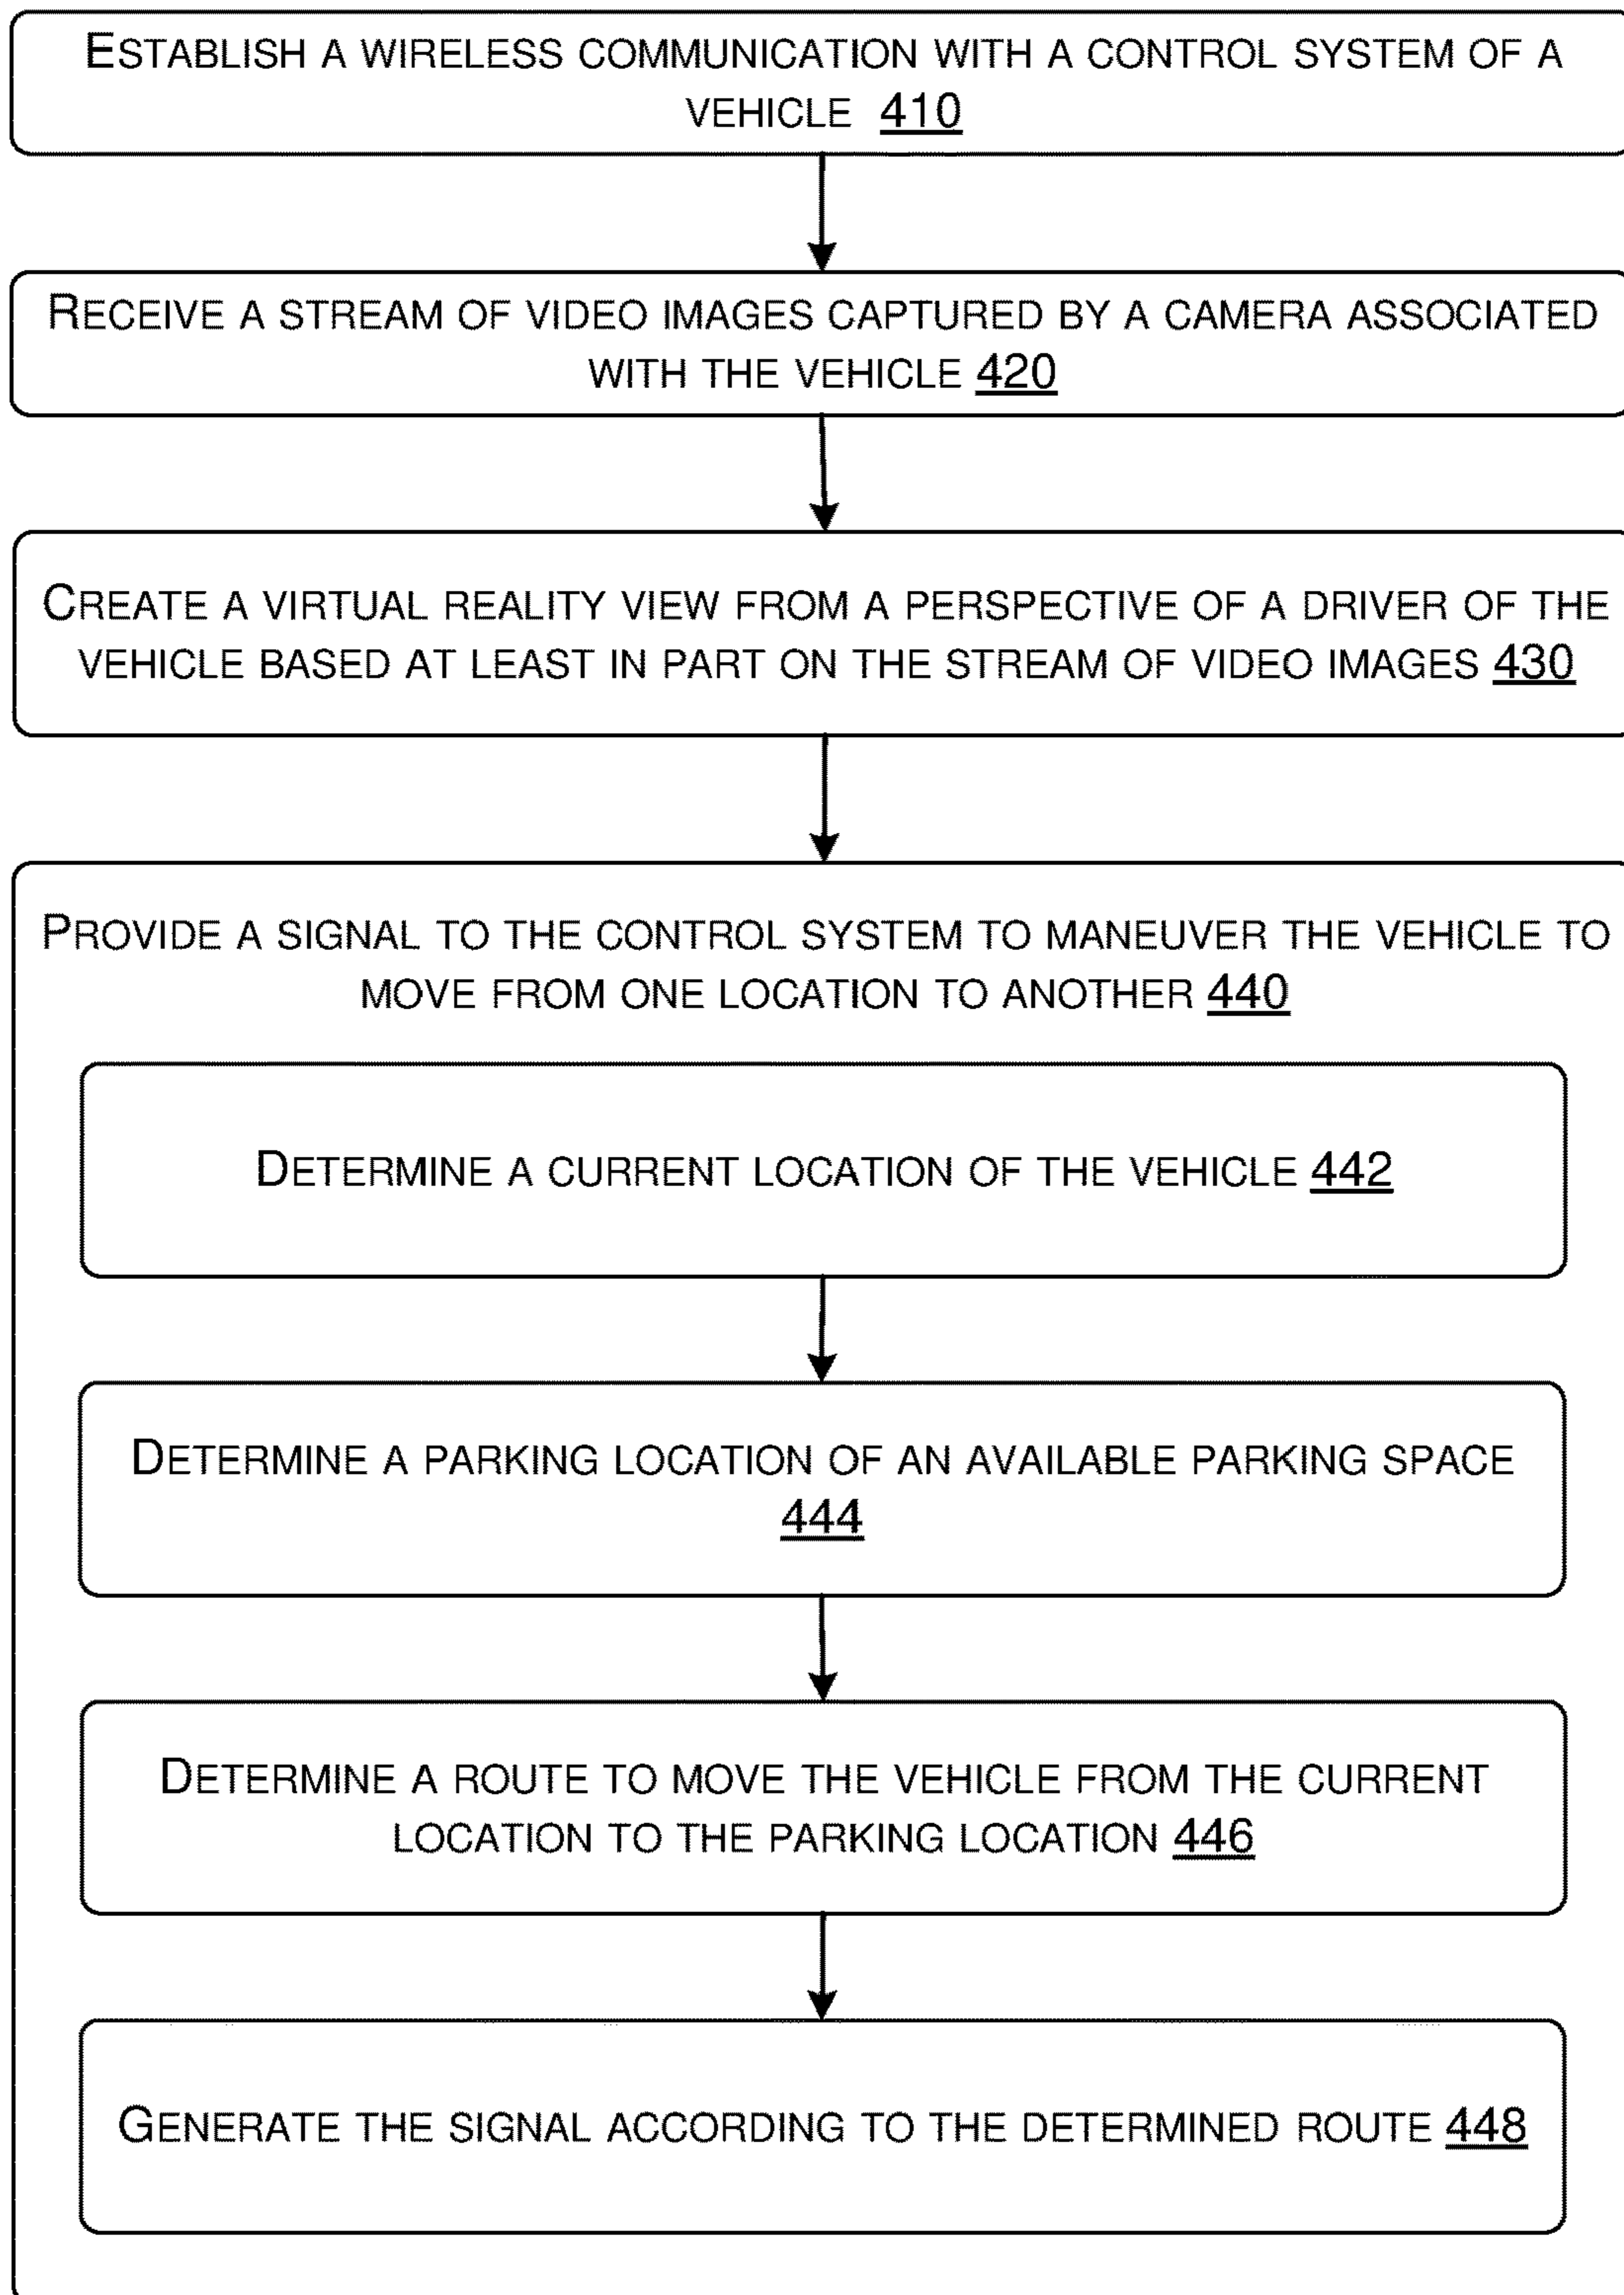 ESTABLISH A WIRELESS COMMUNICATION WITH A CONTROL SYSTEM OF A
VEHICLE 410
RECEIVE A STREAM OF VIDEO IMAGES CAPTURED BY A CAMERA ASSOCIATED
WITH THE VEHICLE 420
CREATE A VIRTUAL REALITY VIEW FROM A PERSPECTIVE OF A DRIVER OF THE
VEHICLE BASED AT LEAST IN PART ON THE STREAM OF VIDEO IMAGES 430
PROVIDE A SIGNAL TO THE CONTROL SYSTEM TO MANEUVER THE VEHICLE TO
MOVE FROM ONE LOCATION TO ANOTHER 440
DETERMINE A CURRENT LOCATION OF THE VEHICLE 442
DETERMINE A PARKING LOCATION OF AN AVAILABLE PARKING SPACE
444
DETERMINE A ROUTE TO MOVE THE VEHICLE FROM THE CURRENT
LOCATION TO THE PARKING LOCATION 446
GENERATE THE SIGNAL ACCORDING TO THE DETERMINED ROUTE 448